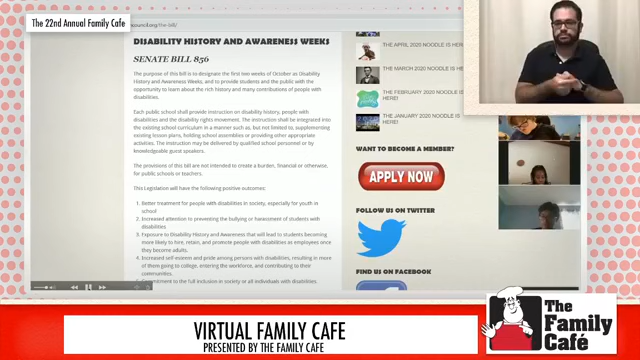 The 22nd Annual Family Cafe
DISABILITY HISTORY AND AWARENESS WEEKS
SENATE BILL 856
The purpose of this bill is to designate the first two weeks of October as Disability
History and Awareness Weeks, and to provide students and the public with the
opportunity to learn about the rich history and many contributions of people with
disabilities.
Each public school shall provide instruction on disability history, people with
disabilities and the disability rights movement. The instruction shall be integrated into
the existing school curriculum in a manner such as, but not limited to, supplementing
existing lesson plans, holding school assemblies or providing other appropriate
activities. The instruction may be delivered by qualified school personnel or by
knowledgeable guest speakers.
The provisions of this bill are not intended to create a burden, financial or otherwise,
for public schools or teachers.
This Legislation will have the following positive outcomes:
1. Better treatment for people with disabilities in society, especially for youth in
school
2. Increased attention to preventing the bullying or harassment of students with
disabilities
3. Exposure to Disability History and Awareness that will lead to students becoming
more likely to hire, retain, and promote people with disabilities as employees once
they become adults.
4. Increased self-esteem and pride among persons with disabilities, resulting in more
of them going to college, entering the workforce, and contributing to their
communities.
to the full inclusion in society or all individuals with disabilities.
THE APRIL 2020 NOODLE IS HERE!
THE MARCH 2020 NOODLE IS HERE!
THE FEBRUARY 2020 NOODLE IS
HERE!
THE JANUARY 2020 NOODLE IS
HERE!
WANT TO BECOME A MEMBER?
APPLY NOW
FOLLOW US ON TWITTER
FIND US ON FACEBOOK
VIRTUAL FAMILY CAFE
PRESENTED BY THE FAMILY CAFE
The
Family
Café